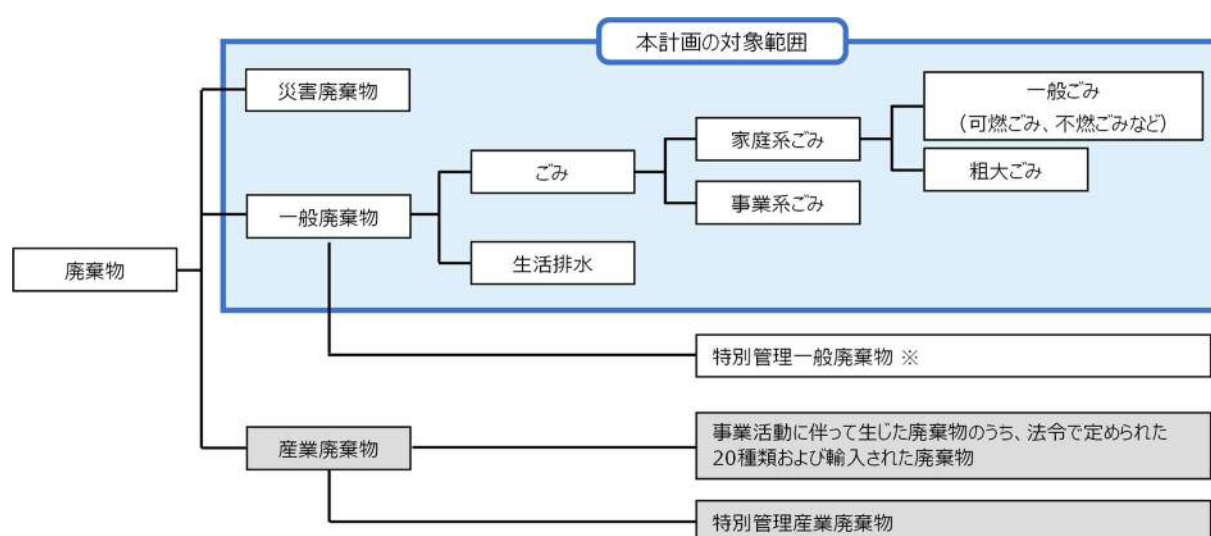 本計画の対象範囲
災害廃棄物
一般ごみ
（可燃ごみ、不燃ごみなど）
家庭系ごみ
ごみ
粗大ごみ
事業系ごみ
一般廃棄物
生活排水
廃棄物
特別管理一般廃棄物 ※
産業廃棄物
事業活動に伴って生じた廃棄物のうち、法令で定められた
20種類および輸入された廃棄物
特別管理産業廃棄物